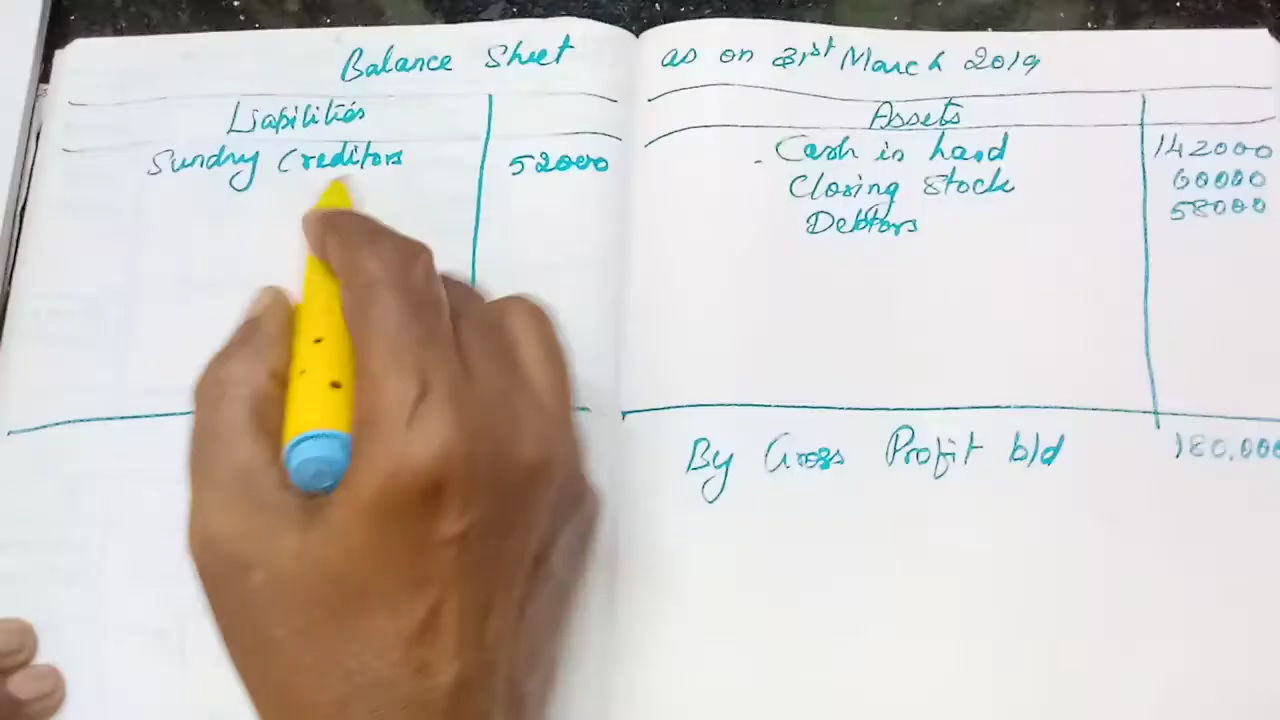 Balance Sheet as on 31st March 2019
Liabilities
Sundry Creditors 52000
Assets
Cash in hand 142000
Closing Stock 60000
Debtors 58000
By Gross Profit b/d 180,000